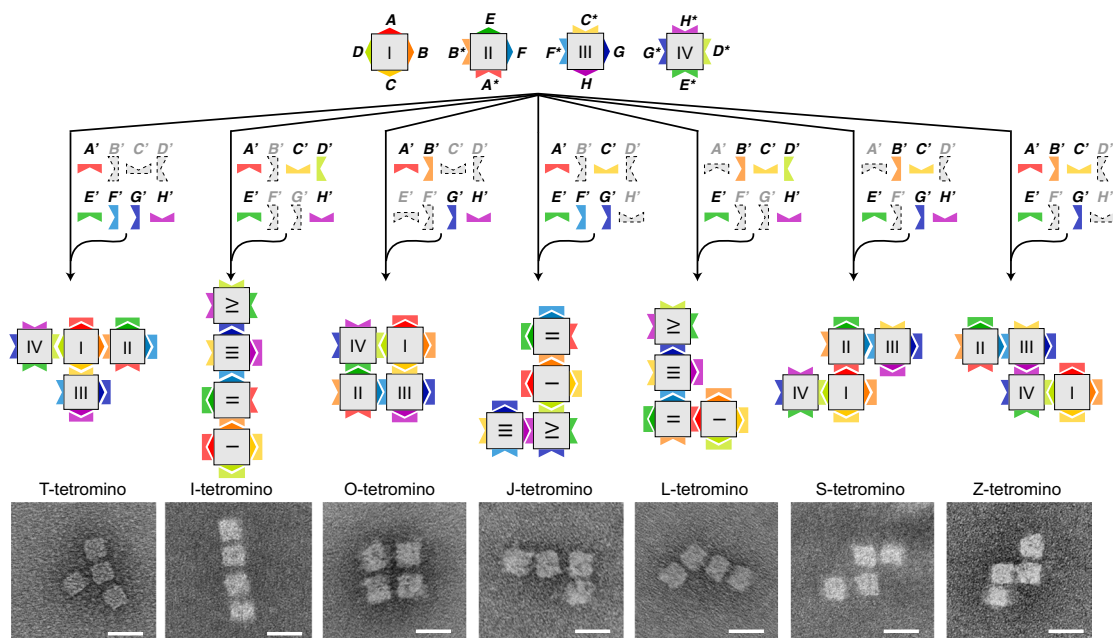 A E C* H*
D I B B* II F F* III G G* IV D*
C A* H E*
A' B' C' D' A' B' C' D' A' B' C' D' A' B' C' D' A' B' C' D' A' B' C' D' A' B' C' D'
E' F' G' H' E' F' G' H' E' F' G' H' E' F' G' H' E' F' G' H' E' F' G' H' E' F' G' H'
IV I II
III
IV
III
II
I
IV I
II III
II
I
III IV
IV
III
II I
II III
IV I
II III
IV I
T-tetromino I-tetromino O-tetromino J-tetromino L-tetromino S-tetromino Z-tetromino